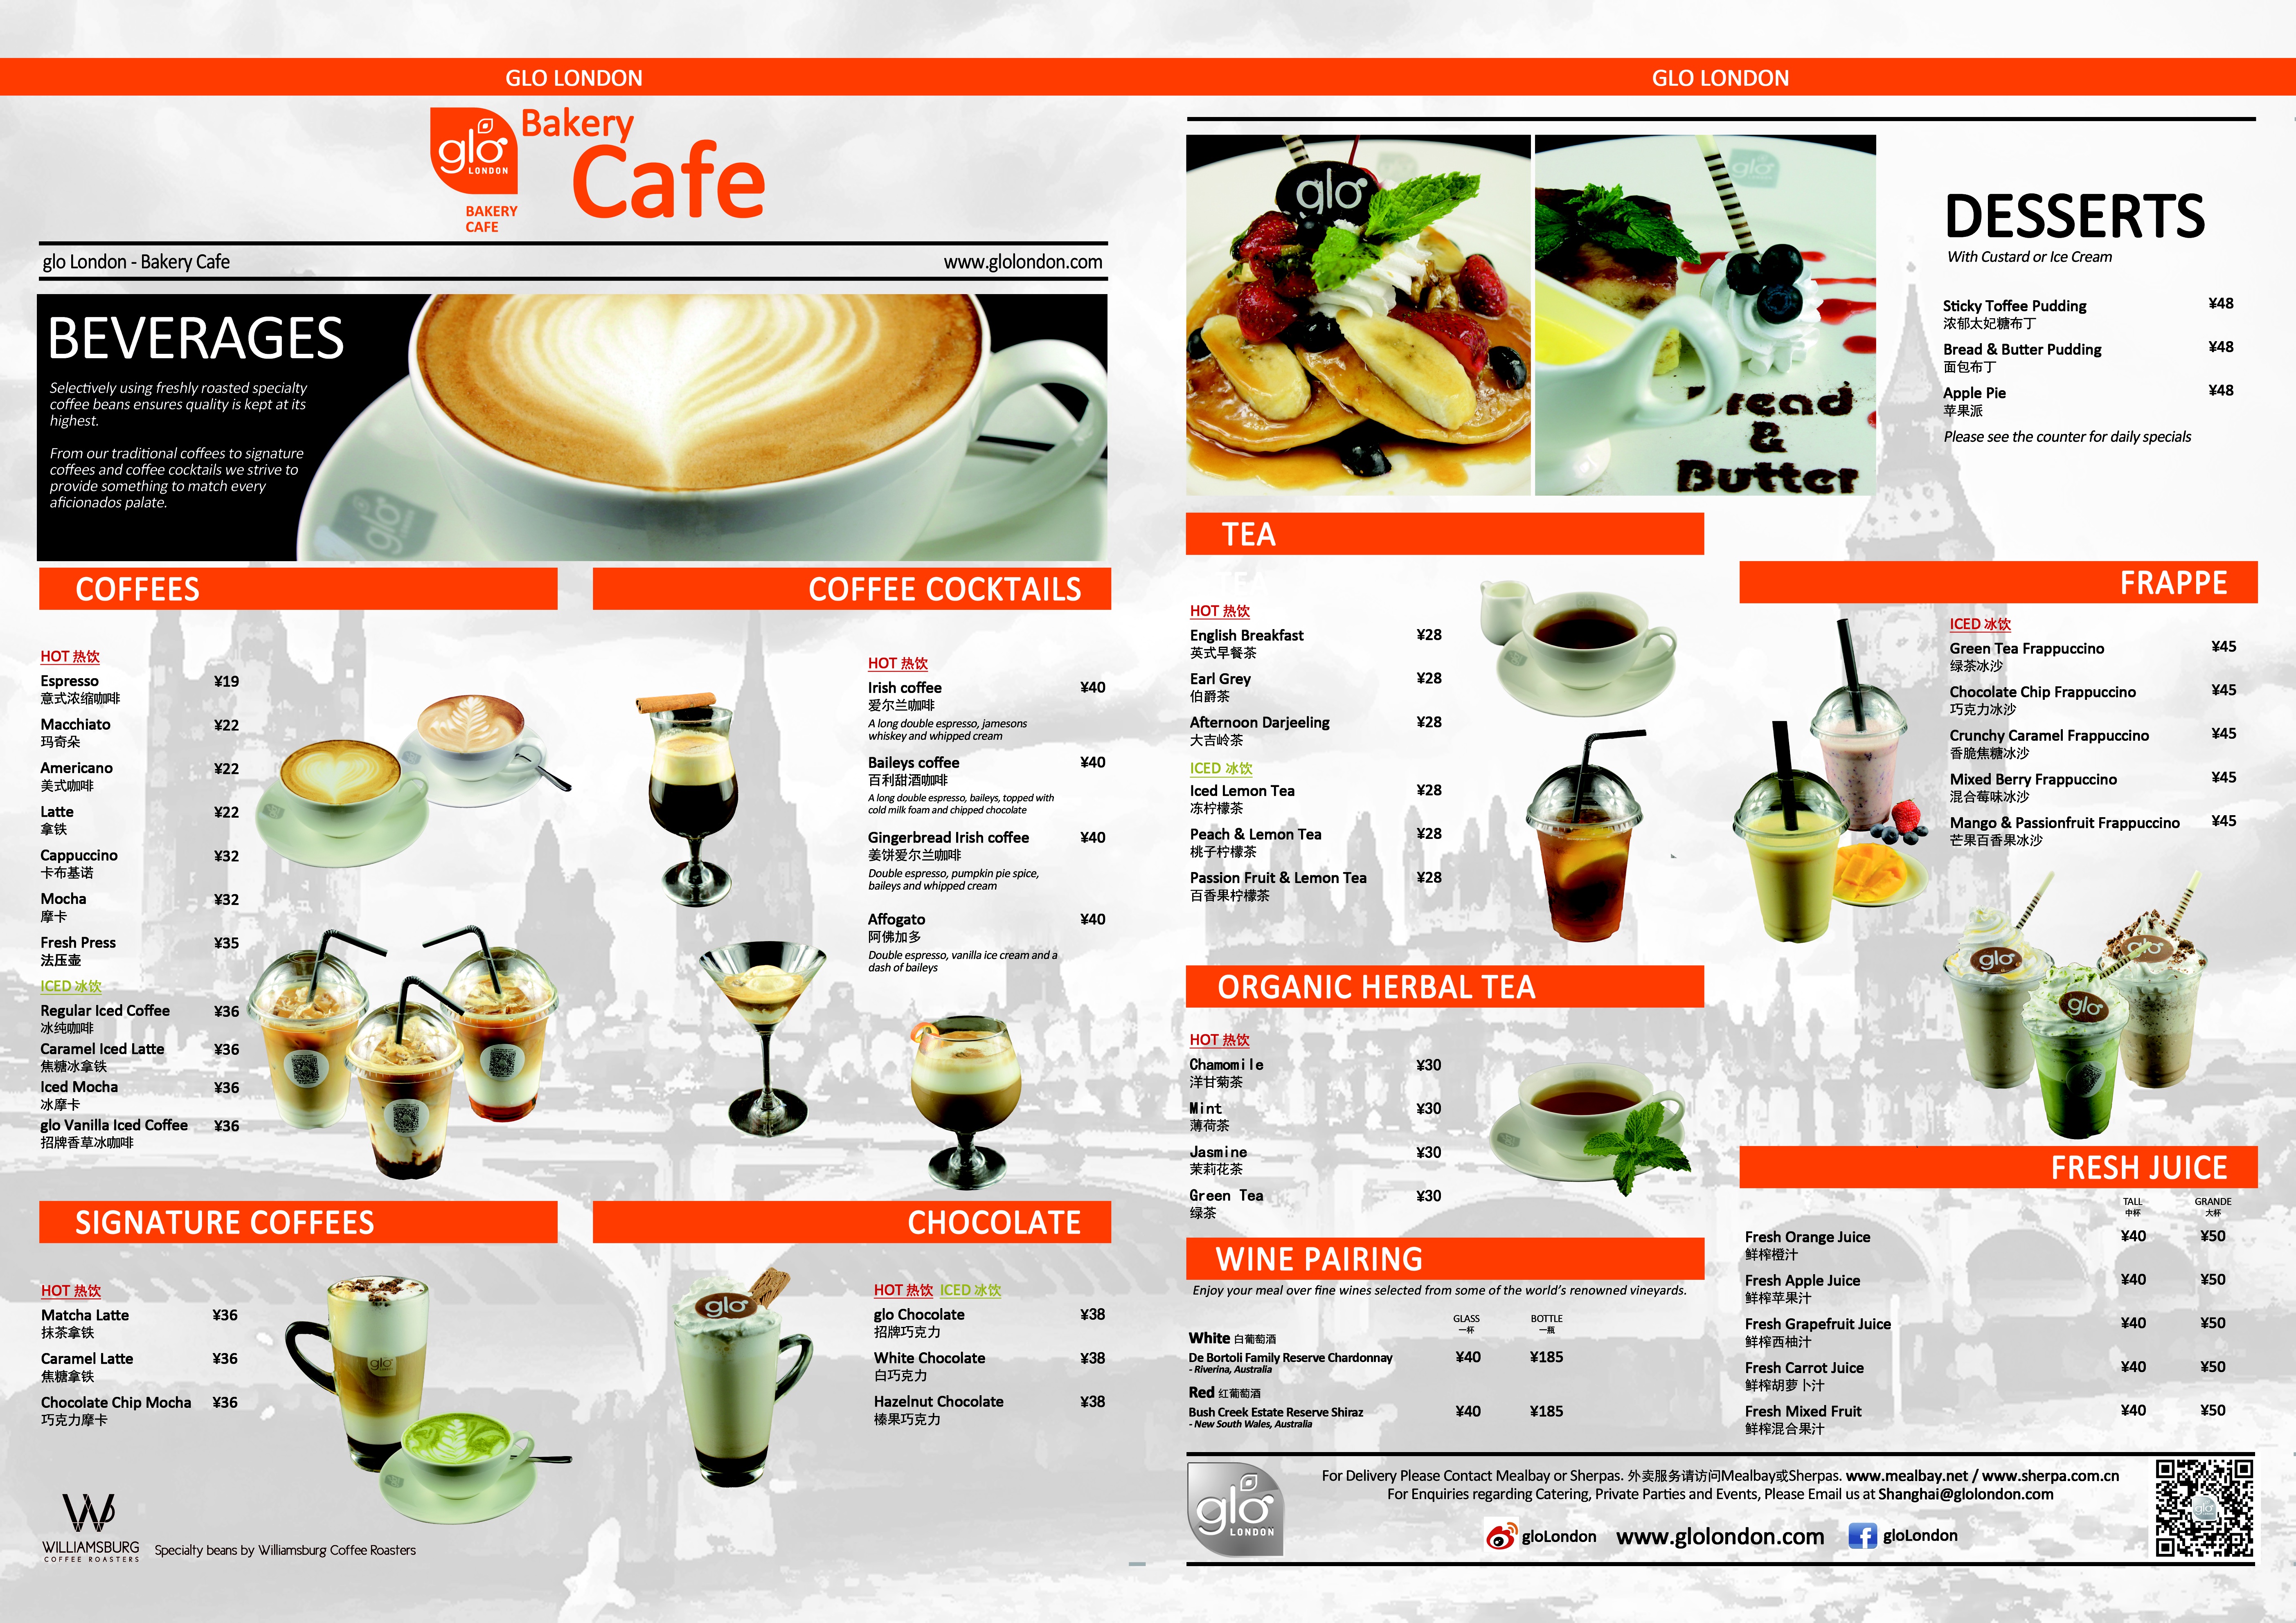 GLO LONDON
glo
LONDON
BAKERY
CAFE
Bakery
Cafe
glo London - Bakery Cafe
www.glolondon.com
BEVERAGES
Selectively using freshly roasted specialty
coffee beans ensures quality is kept at its
highest.
From our traditional coffees to signature
coffees and coffee cocktails we strive to
provide something to match every
aficionados palate.
glo
COFFEES
HOT 热饮
Espresso ¥19
意式浓缩咖啡
Macchiato ¥22
玛奇朵
Americano ¥22
美式咖啡
Latte ¥22
拿铁
Cappuccino ¥32
卡布基诺
Mocha ¥32
摩卡
Fresh Press ¥35
法压壶
ICED 冰饮
Regular Iced Coffee ¥36
冰纯咖啡
Caramel Iced Latte ¥36
焦糖冰拿铁
Iced Mocha ¥36
冰摩卡
glo Vanilla Iced Coffee ¥36
招牌香草冰咖啡
COFFEE COCKTAILS
HOT 热饮
Irish coffee ¥40
爱尔兰咖啡
A long double espresso, jamesons
whiskey and whipped cream
Baileys coffee ¥40
百利甜酒咖啡
A long double espresso, baileys, topped with
cold milk foam and chipped chocolate
Gingerbread Irish coffee ¥40
姜饼爱尔兰咖啡
Double espresso, pumpkin pie spice,
baileys and whipped cream
Affogato ¥40
阿佛加多
Double espresso, vanilla ice cream and a
dash of baileys
SIGNATURE COFFEES
HOT 热饮
Matcha Latte ¥36
抹茶拿铁
Caramel Latte ¥36
焦糖拿铁
Chocolate Chip Mocha ¥36
巧克力摩卡
glo
CHOCOLATE
glo
HOT 热饮 ICED 冰饮
glo Chocolate ¥38
招牌巧克力
White Chocolate ¥38
白巧克力
Hazelnut Chocolate ¥38
榛果巧克力
W
WILLIAMSBURG
COFFEE ROASTERS
Specialty beans by Williamsburg Coffee Roasters
GLO LONDON
glo
glo
Bread
&
Butter
DESSERTS
With Custard or Ice Cream
Sticky Toffee Pudding ¥48
浓郁太妃糖布丁
Bread & Butter Pudding ¥48
面包布丁
Apple Pie ¥48
苹果派
Please see the counter for daily specials
TEA
TEA
HOT 热饮
English Breakfast ¥28
英式早餐茶
Earl Grey ¥28
伯爵茶
Afternoon Darjeeling ¥28
大吉岭茶
ICED 冰饮
Iced Lemon Tea ¥28
冻柠檬茶
Peach & Lemon Tea ¥28
桃子柠檬茶
Passion Fruit & Lemon Tea ¥28
百香果柠檬茶
FRAPPE
ICED 冰饮
Green Tea Frappuccino ¥45
绿茶冰沙
Chocolate Chip Frappuccino ¥45
巧克力冰沙
Crunchy Caramel Frappuccino ¥45
香脆焦糖冰沙
Mixed Berry Frappuccino ¥45
混合莓味冰沙
Mango & Passionfruit Frappuccino ¥45
芒果百香果冰沙
glo
glo
glo
ORGANIC HERBAL TEA
HOT 热饮
Chamomile ¥30
洋甘菊茶
Mint ¥30
薄荷茶
Jasmine ¥30
茉莉花茶
Green Tea ¥30
绿茶
WINE PAIRING
Enjoy your meal over fine wines selected from some of the world's renowned vineyards.
GLASS BOTTLE
一杯 一瓶
White 白葡萄酒
De Bortoli Family Reserve Chardonnay ¥40 ¥185
- Riverina, Australia
Red 红葡萄酒
Bush Creek Estate Reserve Shiraz ¥40 ¥185
- New South Wales, Australia
FRESH JUICE
TALL GRANDE
中杯 大杯
Fresh Orange Juice ¥40 ¥50
鲜榨橙汁
Fresh Apple Juice ¥40 ¥50
鲜榨苹果汁
Fresh Grapefruit Juice ¥40 ¥50
鲜榨西柚汁
Fresh Carrot Juice ¥40 ¥50
鲜榨胡萝卜汁
Fresh Mixed Fruit ¥40 ¥50
鲜榨混合果汁
glo
LONDON
For Delivery Please Contact Mealbay or Sherpas. 外卖服务请访问Mealbay或Sherpas. www.mealbay.net / www.sherpa.com.cn
For Enquiries regarding Catering, Private Parties and Events, Please Email us at Shanghai@glolondon.com
gloLondon www.glolondon.com gloLondon